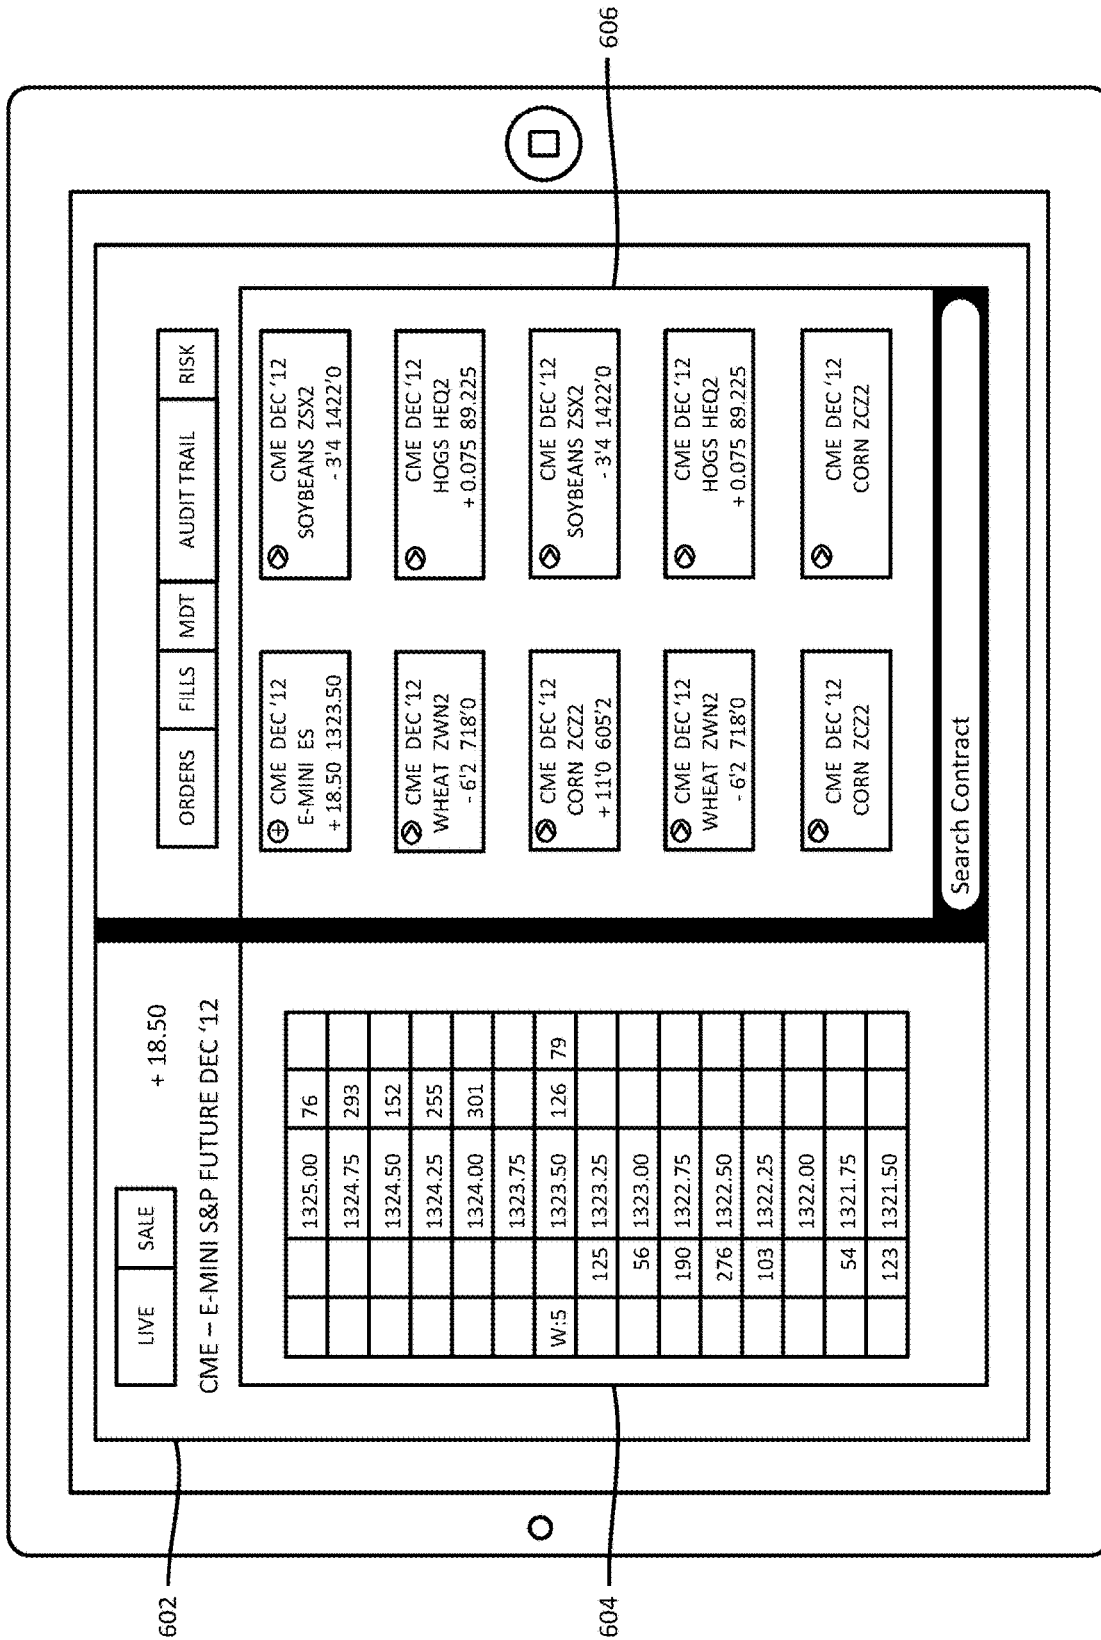 602
LIVE SALE + 18.50
CME – E-MINI S&P FUTURE DEC '12
ORDERS FILLS MDT AUDIT TRAIL RISK
604
1325.00 76
1324.75 293
1324.50 152
1324.25 255
1324.00 301
1323.75
W:5 1323.50 126 79
125 1323.25
56 1323.00
190 1322.75
276 1322.50
103 1322.25
1322.00
54 1321.75
123 1321.50
606
CME DEC '12
E-MINI ES
+ 18.50 1323.50
CME DEC '12
SOYBEANS ZSX2
- 3'4 1422'0
CME DEC '12
WHEAT ZWN2
- 6'2 718'0
CME DEC '12
HOGS HEQ2
+ 0.075 89.225
CME DEC '12
CORN ZCZ2
+ 11'0 605'2
CME DEC '12
SOYBEANS ZSX2
- 3'4 1422'0
CME DEC '12
WHEAT ZWN2
- 6'2 718'0
CME DEC '12
HOGS HEQ2
+ 0.075 89.225
CME DEC '12
CORN ZCZ2
CME DEC '12
CORN ZCZ2
Search Contract